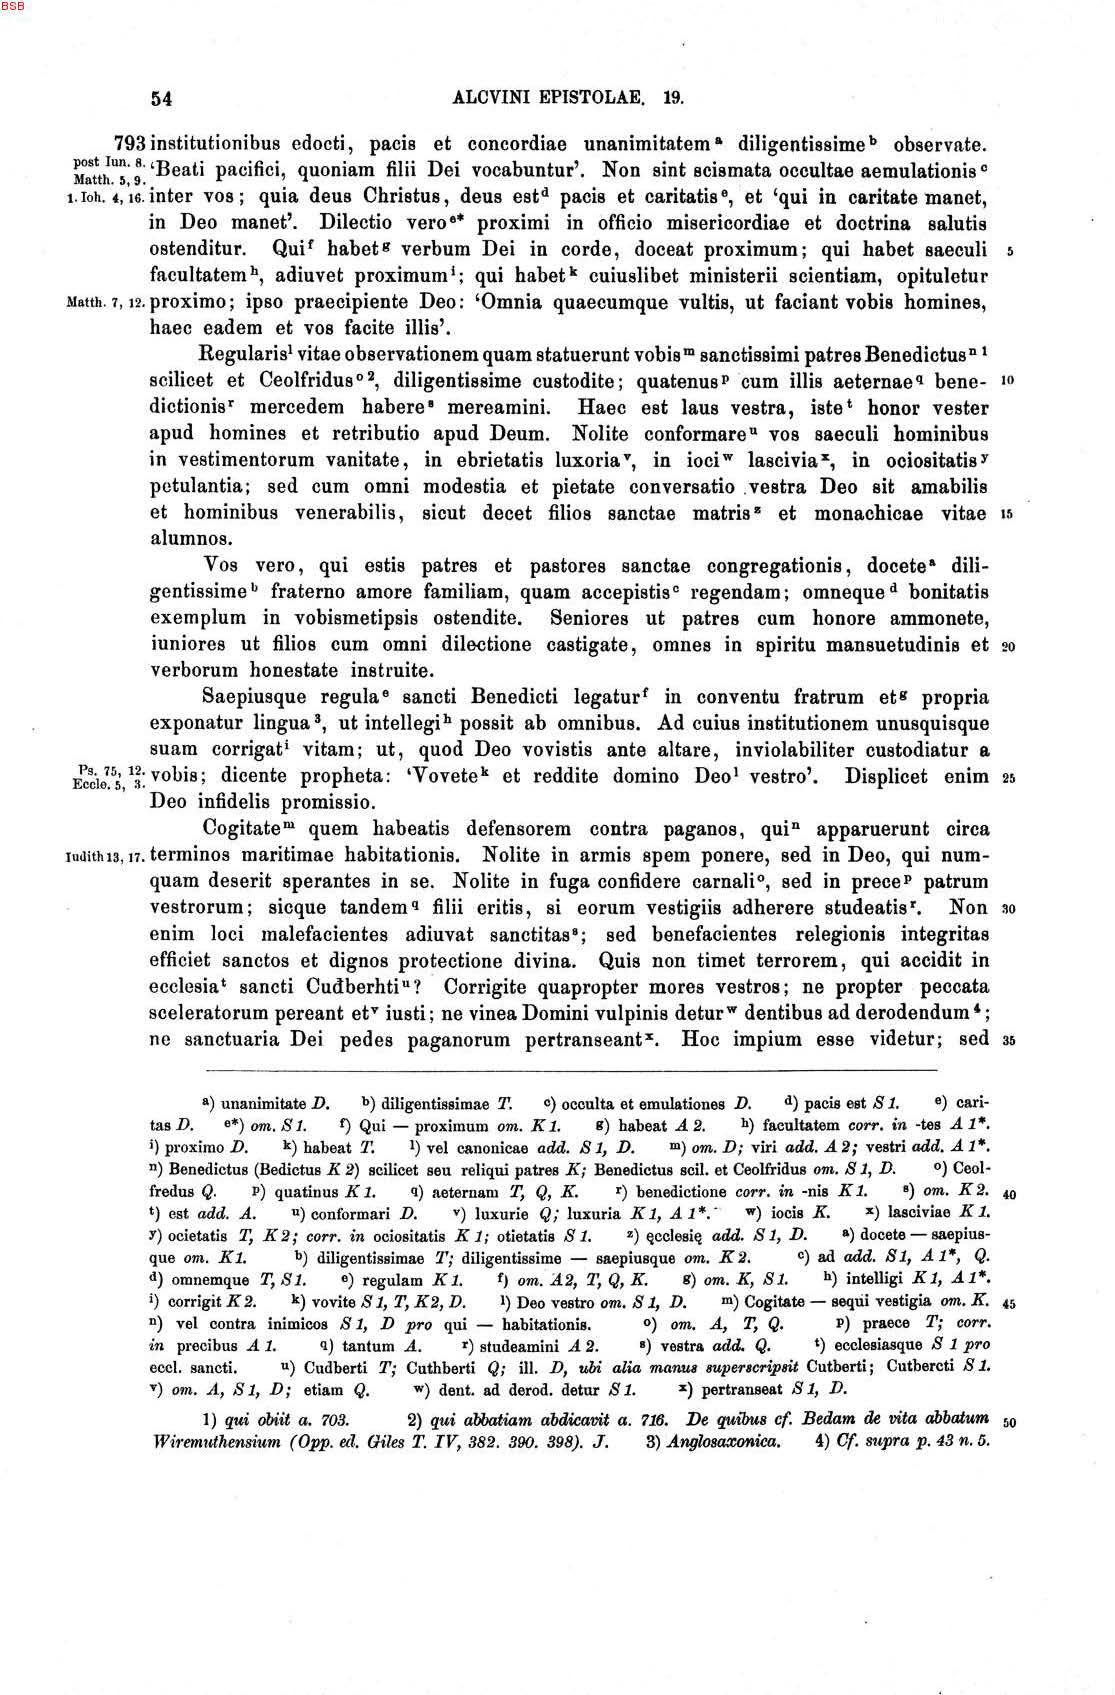 BSB
54 ALCVINI EPISTOLAE. 19.
793 institutionibus edocti, pacis et concordiae unanimitatem a diligentissime b observate.
post Iun. 8. Matth. 5, 9. ‘Beati pacifici, quoniam filii Dei vocabuntur’. Non sint scismata occultae aemulationis c
1. Ioh. 4, 16. inter vos; quia deus Christus, deus est d pacis et caritatis e, et ‘qui in caritate manet,
in Deo manet’. Dilectio vero e* proximi in officio misericordiae et doctrina salutis
ostenditur. Qui f habet g verbum Dei in corde, doceat proximum; qui habet saeculi 5
facultatem h, adiuvet proximum i; qui habet k cuiuslibet ministerii scientiam, opituletur
Matth. 7, 12. proximo; ipso praecipiente Deo: ‘Omnia quaecumque vultis, ut faciant vobis homines,
haec eadem et vos facite illis’.
Regularis l vitae observationem quam statuerunt vobis m sanctissimi patres Benedictus n 1
scilicet et Ceolfridus o 2, diligentissime custodite; quatenus p cum illis aeternae q bene- 10
dictionis r mercedem habere s mereamini. Haec est laus vestra, iste t honor vester
apud homines et retributio apud Deum. Nolite conformare u vos saeculi hominibus
in vestimentorum vanitate, in ebrietatis luxoria v, in ioci w lascivia x, in ociositatis y
petulantia; sed cum omni modestia et pietate conversatio vestra Deo sit amabilis
et hominibus venerabilis, sicut decet filios sanctae matris z et monachicae vitae 15
alumnos.
Vos vero, qui estis patres et pastores sanctae congregationis, docete a dili-
gentissime b fraterno amore familiam, quam accepistis c regendam; omneque d bonitatis
exemplum in vobismetipsis ostendite. Seniores ut patres cum honore ammonete,
iuniores ut filios cum omni dilectione castigate, omnes in spiritu mansuetudinis et 20
verborum honestate instruite.
Saepiusque regula e sancti Benedicti legatur f in conventu fratrum et g propria
exponatur lingua 3, ut intellegi h possit ab omnibus. Ad cuius institutionem unusquisque
suam corrigat i vitam; ut, quod Deo vovistis ante altare, inviolabiliter custodiatur a
Ps. 75, 12. Eccle. 5, 3. vobis; dicente propheta: ‘Vovete k et reddite domino Deo l vestro’. Displicet enim 25
Deo infidelis promissio.
Cogitate m quem habeatis defensorem contra paganos, qui n apparuerunt circa
Iudith 13, 17. terminos maritimae habitationis. Nolite in armis spem ponere, sed in Deo, qui num-
quam deserit sperantes in se. Nolite in fuga confidere carnali o, sed in prece p patrum
vestrorum; sicque tandem q filii eritis, si eorum vestigiis adherere studeatis r. Non 30
enim loci malefacientes adiuvat sanctitas s; sed benefacientes relegionis integritas
efficiet sanctos et dignos protectione divina. Quis non timet terrorem, qui accidit in
ecclesia t sancti Cuđberhti u? Corrigite quapropter mores vestros; ne propter peccata
sceleratorum pereant et v iusti; ne vinea Domini vulpinis detur w dentibus ad derodendum 4;
ne sanctuaria Dei pedes paganorum pertranseant x. Hoc impium esse videtur; sed 35
a) unanimitate D. b) diligentissimae T. c) occulta et emulationes D. d) pacis est S 1. e) cari-
tas D. e*) om. S 1. f) Qui — proximum om. K 1. g) habeat A 2. h) facultatem corr. in -tes A 1*.
i) proximo D. k) habeat T. l) vel canonicae add. S 1, D. m) om. D; viri add. A 2; vestri add. A 1*.
n) Benedictus (Bedictus K 2) scilicet seu reliqui patres K; Benedictus scil. et Ceolfridus om. S 1, D. o) Ceol-
fredus Q. p) quatinus K 1. q) aeternam T, Q, K. r) benedictione corr. in -nis K 1. s) om. K 2. 40
t) est add. A. u) conformari D. v) luxurie Q; luxuria K 1, A 1*. w) iocis K. x) lasciviae K 1.
y) ocietatis T, K 2; corr. in ociositatis K 1; otietatis S 1. z) ęcclesię add. S 1, D. a) docete — saepius-
que om. K1. b) diligentissimae T; diligentissime — saepiusque om. K 2. c) ad add. S1, A 1*, Q.
d) omnemque T, S 1. e) regulam K 1. f) om. A2, T, Q, K. g) om. K, S 1. h) intelligi K 1, A 1*.
i) corrigit K 2. k) vovite S 1, T, K 2, D. l) Deo vestro om. S 1, D. m) Cogitate — sequi vestigia om. K. 45
n) vel contra inimicos S 1, D pro qui — habitationis. o) om. A, T, Q. p) praece T; corr.
in precibus A 1. q) tantum A. r) studeamini A 2. s) vestra add. Q. t) ecclesiasque S 1 pro
eccl. sancti. u) Cudberti T; Cuthberti Q; ill. D, ubi alia manus superscripsit Cutberti; Cutbercti S 1.
v) om. A, S 1, D; etiam Q. w) dent. ad derod. detur S 1. x) pertranseat S 1, D.
1) qui obiit a. 703. 2) qui abbatiam abdicavit a. 716. De quibus cf. Bedam de vita abbatum 50
Wiremuthensium (Opp. ed. Giles T. IV, 382. 390. 398). J. 3) Anglosaxonica. 4) Cf. supra p. 43 n. 5.